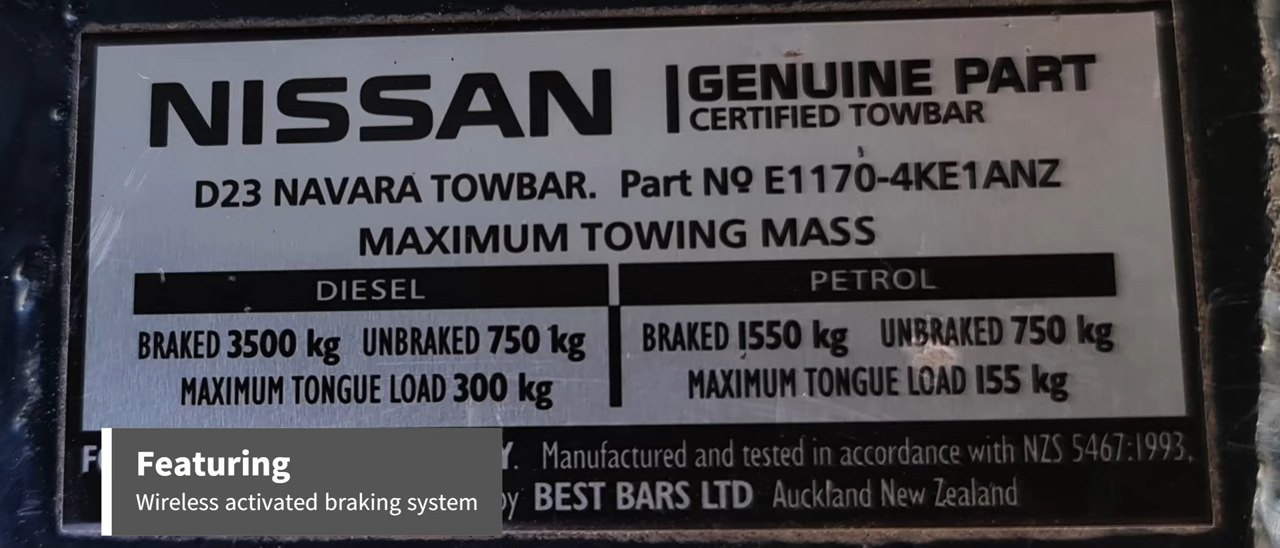 NISSAN
GENUINE PART
CERTIFIED TOWBAR
D23 NAVARA TOWBAR. Part Nº E1170-4KE1ANZ
MAXIMUM TOWING MASS
DIESEL
PETROL
BRAKED 3500 kg UNBRAKED 750 kg
MAXIMUM TONGUE LOAD 300 kg
BRAKED 1550 kg UNBRAKED 750 kg
MAXIMUM TONGUE LOAD 155 kg
Manufactured and tested in accordance with NZS 5467:1993.
BEST BARS LTD Auckland New Zealand
Featuring
Wireless activated braking system